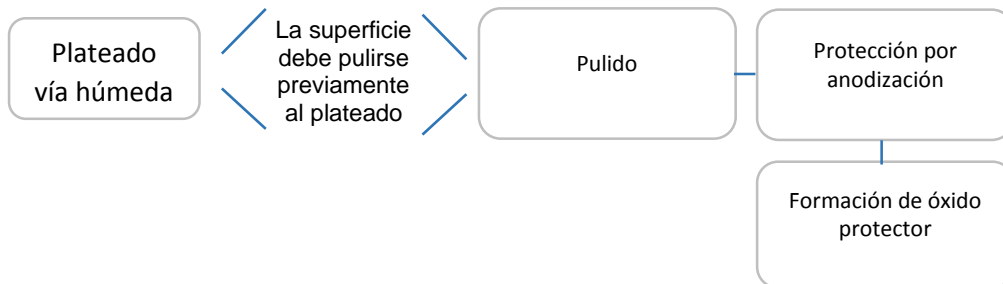 Plateado
vía húmeda
La superficie
debe pulirse
previamente
al plateado
Pulido
Protección por
anodización
Formación de óxido
protector